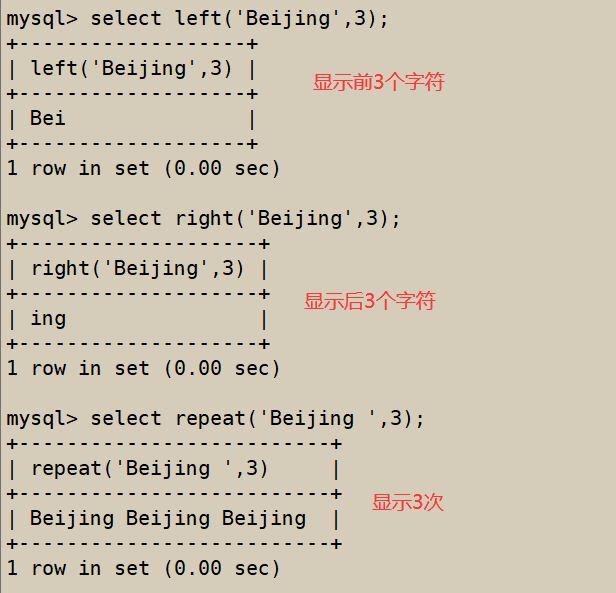 mysql> select left('Beijing',3);
+-------------------+
| left('Beijing',3) |
+-------------------+
显示前3个字符
| Bei               |
+-------------------+
1 row in set (0.00 sec)
mysql> select right('Beijing',3);
+--------------------+
| right('Beijing',3) |
+--------------------+
显示后3个字符
| ing                |
+--------------------+
1 row in set (0.00 sec)
mysql> select repeat('Beijing ',3);
+--------------------------+
| repeat('Beijing ',3)     |
+--------------------------+
显示3次
| Beijing Beijing Beijing  |
+--------------------------+
1 row in set (0.00 sec)